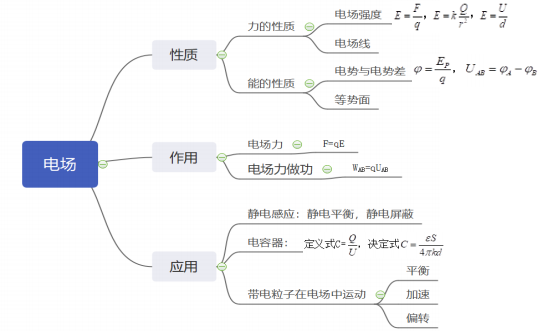 电场
性质
力的性质
电场强度 E=F/q，E=k Q/r²，E=U/d
电场线
能的性质
电势与电势差 φ=E_P/q，U_AB=φ_A-φ_B
等势面
作用
电场力 F=qE
电场力做功 W_AB=qU_AB
应用
静电感应：静电平衡，静电屏蔽
电容器： 定义式C=Q/U，决定式C=εS/4πkd
带电粒子在电场中运动
平衡
加速
偏转